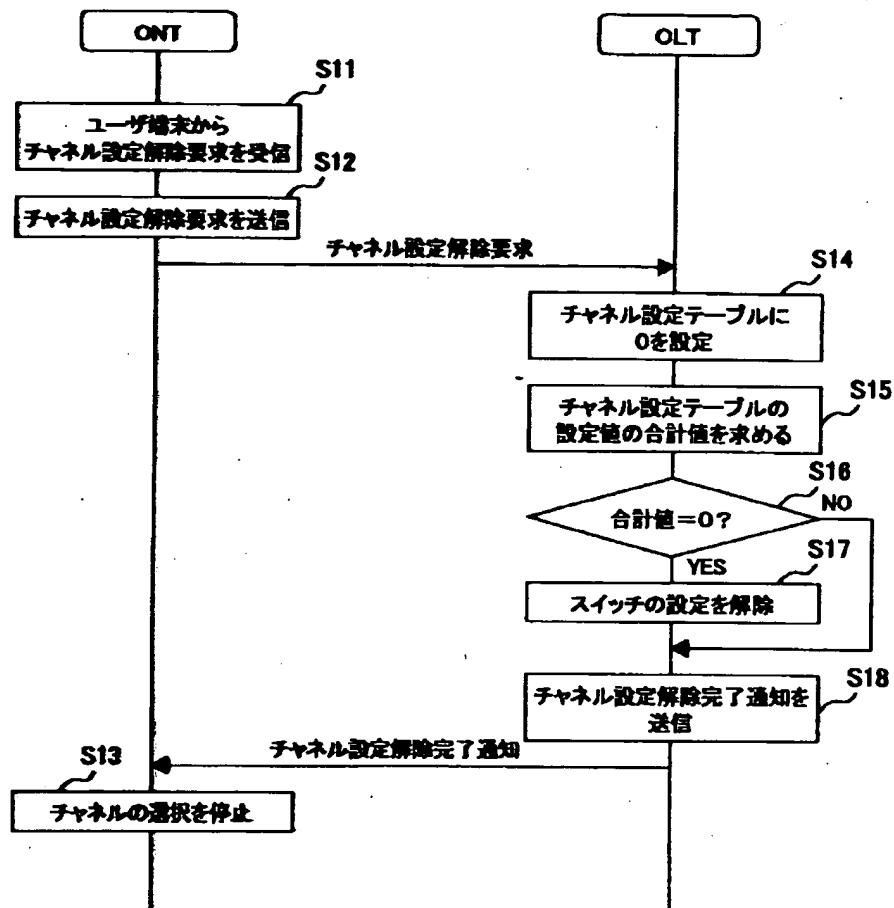 ONT
OLT
S11
ユーザ端末から
チャネル設定解除要求を受信
S12
チャネル設定解除要求を送信
チャネル設定解除要求
S14
チャネル設定テーブルに
0を設定
S15
チャネル設定テーブルの
設定値の合計値を求める
S16
合計値=0?
NO
YES
S17
スイッチの設定を解除
S18
チャネル設定解除完了通知を
送信
チャネル設定解除完了通知
S13
チャネルの選択を停止